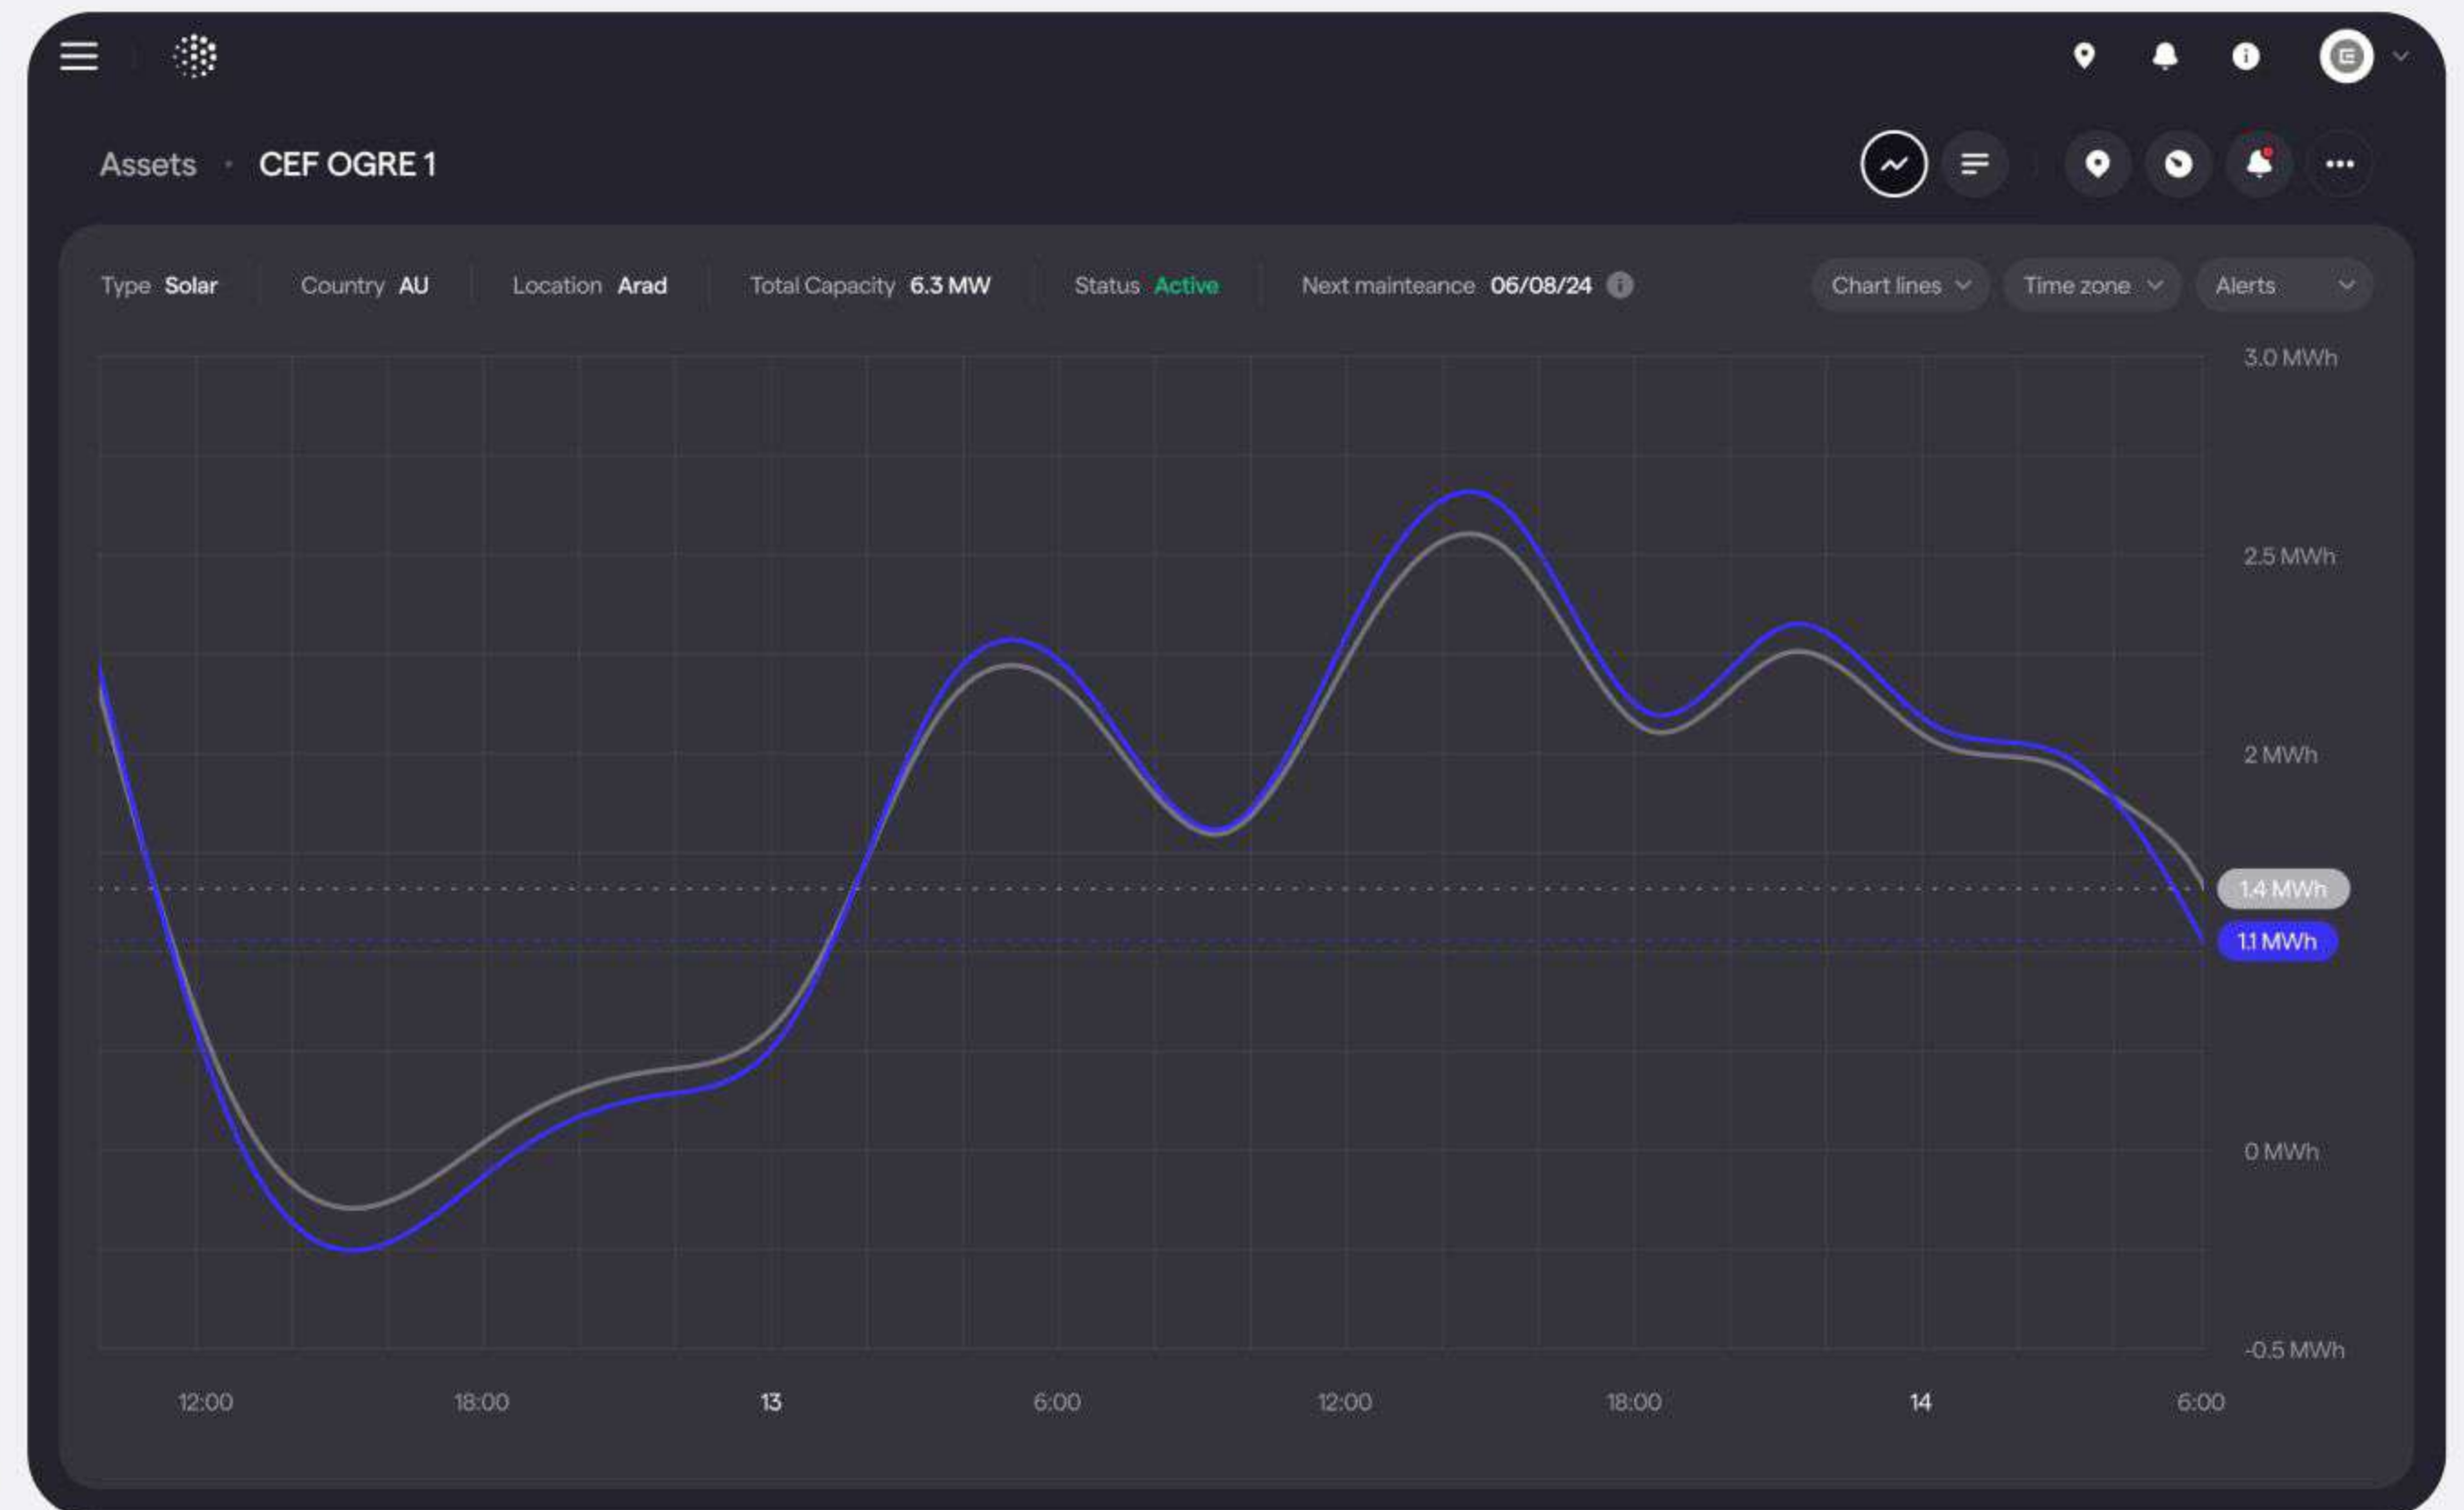 Assets • CEF OGRE 1
Type Solar Country AU Location Arad Total Capacity 6.3 MW Status Active Next mainteance 06/08/24 Chart lines Time zone Alerts
3.0 MWh
2.5 MWh
2 MWh
1.4 MWh
1.1 MWh
0 MWh
-0.5 MWh
12:00 18:00 13 6:00 12:00 18:00 14 6:00